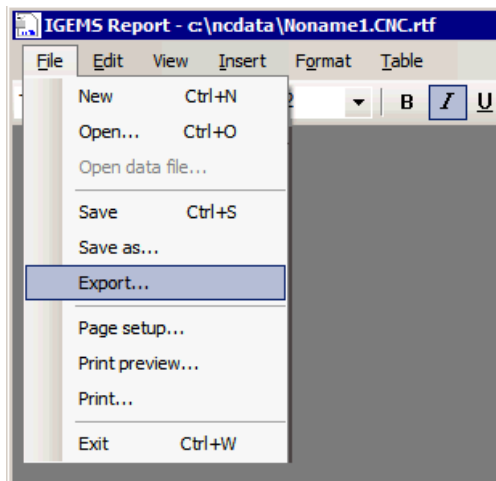 IGEMS Report - c:\ncdata\Noname1.CNC.rtf
File Edit View Insert Format Table
B I U
New Ctrl+N
Open... Ctrl+O
Open data file...
Save Ctrl+S
Save as...
Export...
Page setup...
Print preview...
Print...
Exit Ctrl+W